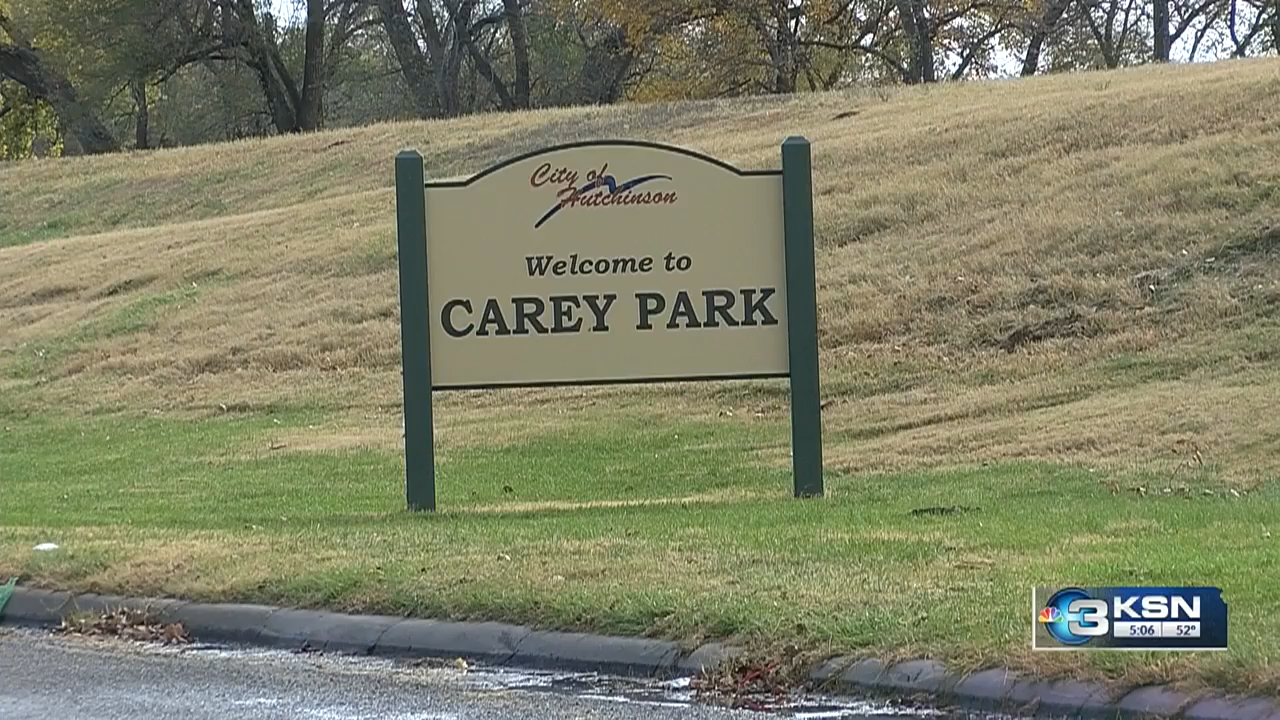 City of
Hutchinson
Welcome to
CAREY PARK
3 KSN
5:06 52°